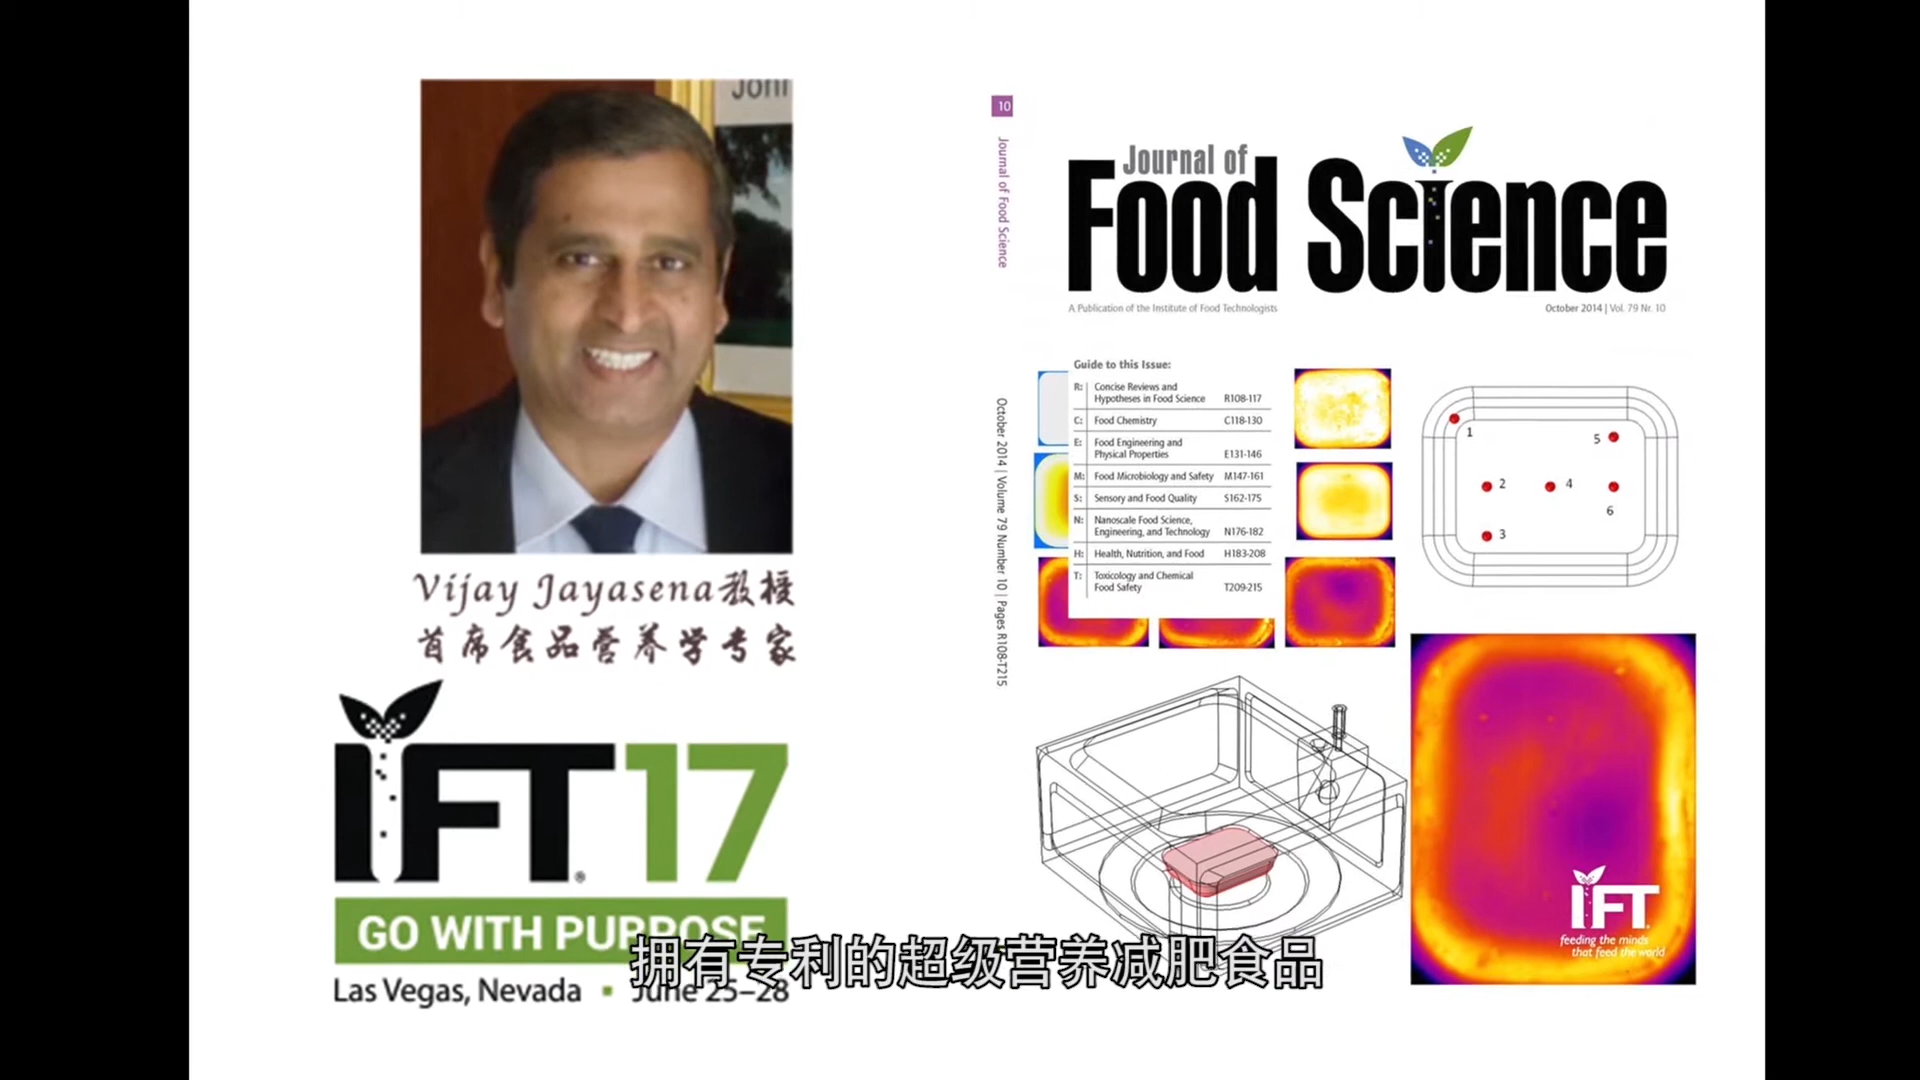 John
Vijay Jayasena教授
首席食品营养学专家
IFT®17
GO WITH PURPOSE
Las Vegas, Nevada ▪ June 25–28
10
Journal of Food Science
October 2014 | Volume 79 Number 10 | Pages R108-T215
Journal of
Food Science
A Publication of the Institute of Food Technologists
October 2014 | Vol. 79 Nr. 10
Guide to this Issue:
R: Concise Reviews and
Hypotheses in Food Science R108-117
C: Food Chemistry C118-130
E: Food Engineering and
Physical Properties E131-146
M: Food Microbiology and Safety M147-161
S: Sensory and Food Quality S162-175
N: Nanoscale Food Science,
Engineering, and Technology N176-182
H: Health, Nutrition, and Food H183-208
T: Toxicology and Chemical
Food Safety T209-215
1
5
2
4
6
3
IFT
feeding the minds
that feed the world
拥有专利的超级营养减肥食品